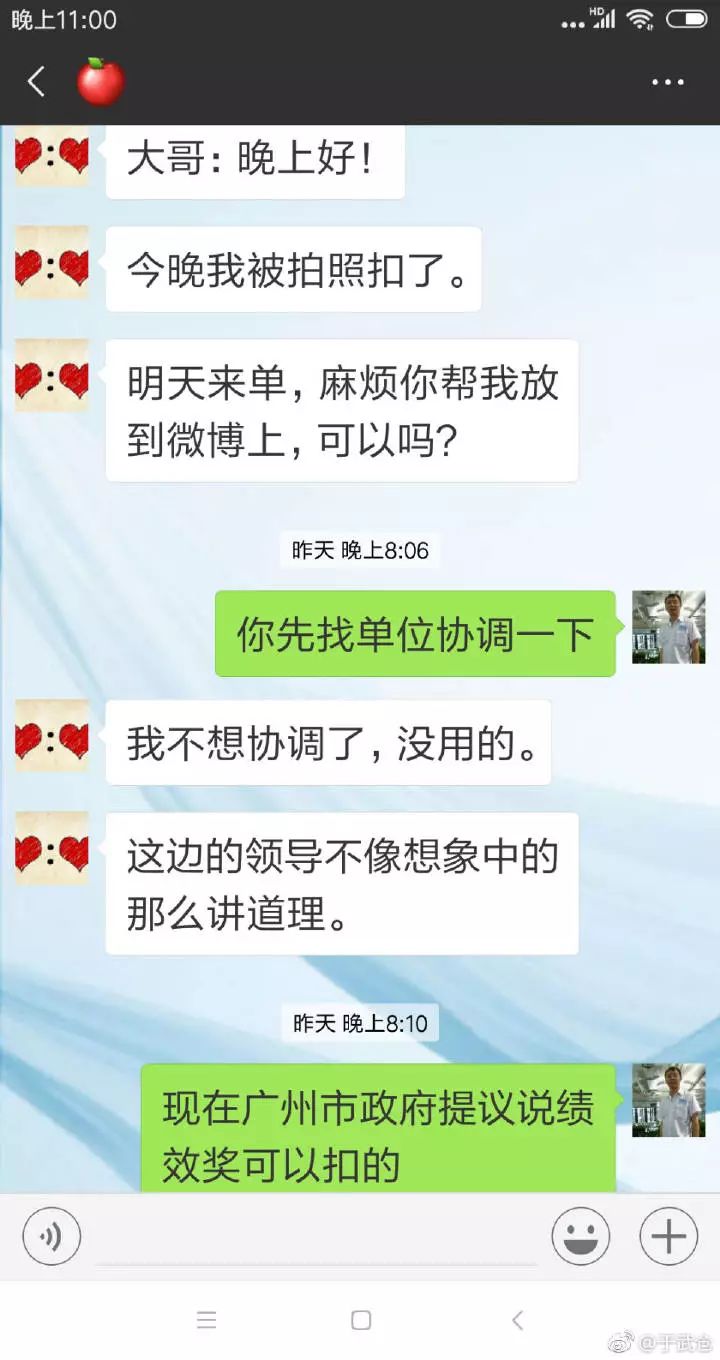 晚上11:00
HD
大哥：晚上好！
今晚我被拍照扣了。
明天来单，麻烦你帮我放
到微博上，可以吗？
昨天 晚上8:06
你先找单位协调一下
我不想协调了，没用的。
这边的领导不像想象中的
那么讲道理。
昨天 晚上8:10
现在广州市政府提议说绩
效奖可以扣的
@于武仓